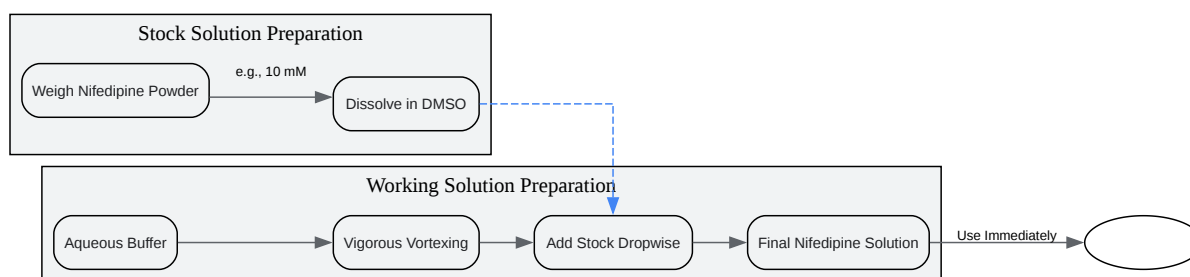 Stock Solution Preparation
e.g., 10 mM
Weigh Nifedipine Powder
Dissolve in DMSO
Working Solution Preparation
Aqueous Buffer
Vigorous Vortexing
Add Stock Dropwise
Final Nifedipine Solution
Use Immediately